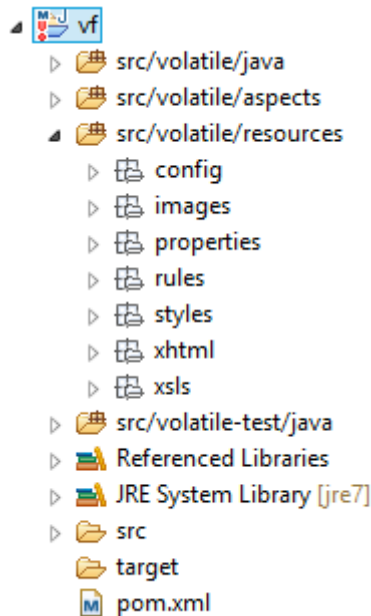 vf
src/volatile/java
src/volatile/aspects
src/volatile/resources
config
images
properties
rules
styles
xhtml
xsls
src/volatile-test/java
Referenced Libraries
JRE System Library [jre7]
src
target
pom.xml